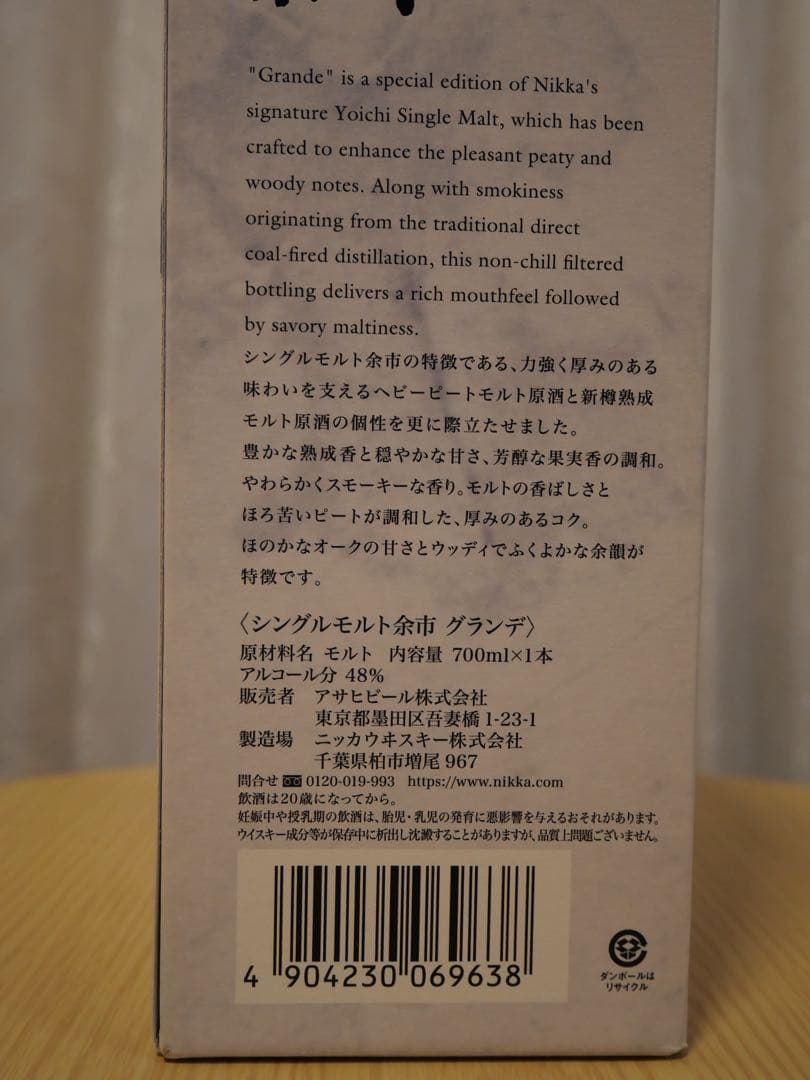 "Grande" is a special edition of Nikka's
signature Yoichi Single Malt, which has been
crafted to enhance the pleasant peaty and
woody notes. Along with smokiness
originating from the traditional direct
coal-fired distillation, this non-chill filtered
bottling delivers a rich mouthfeel followed
by savory maltiness.
シングルモルト余市の特徴である、力強く厚みのある
味わいを支えるヘビーピートモルト原酒と新樽熟成
モルト原酒の個性を更に際立たせました。
豊かな熟成香と穏やかな甘さ、芳醇な果実香の調和。
やわらかくスモーキーな香り。モルトの香ばしさと
ほろ苦いピートが調和した、厚みのあるコク。
ほのかなオークの甘さとウッディでふくよかな余韻が
特徴です。
〈シングルモルト余市 グランデ〉
原材料名 モルト 内容量 700ml×1本
アルコール分 48%
販売者 アサヒビール株式会社
東京都墨田区吾妻橋1-23-1
製造場 ニッカウヰスキー株式会社
千葉県柏市増尾967
問合せ 0120-019-993 https://www.nikka.com
飲酒は20歳になってから。
妊娠中や授乳期の飲酒は、胎児・乳児の発育に悪影響を与えるおそれがあります。
ウイスキー成分等が保存中に析出し沈澱することがありますが、品質上問題ございません。
4 904230 069638
ダンボールは
リサイクル